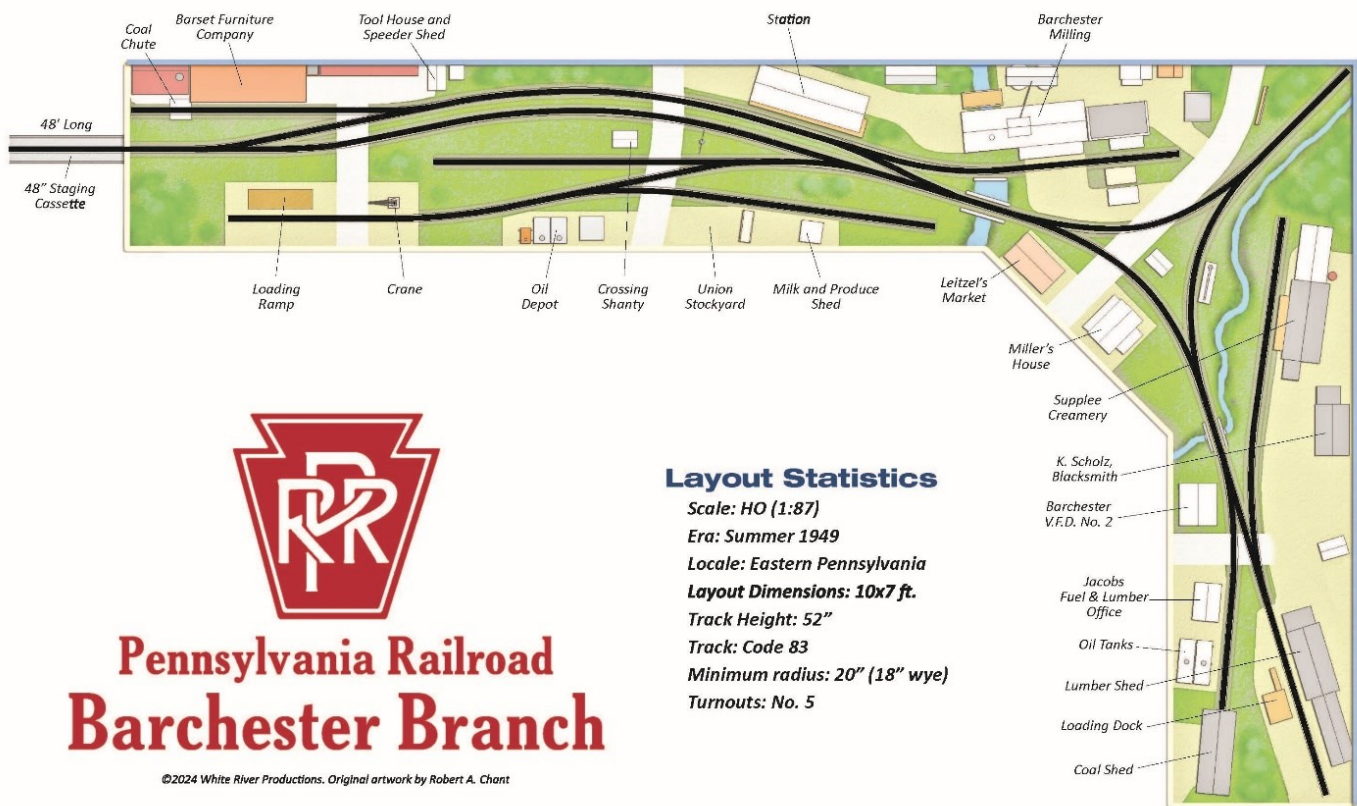 Coal
Chute
Barset Furniture
Company
Tool House and
Speeder Shed
Station
Barchester
Milling
48' Long
48" Staging
Cassette
Loading
Ramp
Crane
Oil
Depot
Crossing
Shanty
Union
Stockyard
Milk and Produce
Shed
Leitzel's
Market
Miller's
House
Supplee
Creamery
K. Scholz,
Blacksmith
Barchester
V.F.D. No. 2
Jacobs
Fuel & Lumber
Office
Oil Tanks
Lumber Shed
Loading Dock
Coal Shed
PRR
Pennsylvania Railroad
Barchester Branch
©2024 White River Productions. Original artwork by Robert A. Chant
Layout Statistics
Scale: HO (1:87)
Era: Summer 1949
Locale: Eastern Pennsylvania
Layout Dimensions: 10x7 ft.
Track Height: 52"
Track: Code 83
Minimum radius: 20" (18" wye)
Turnouts: No. 5